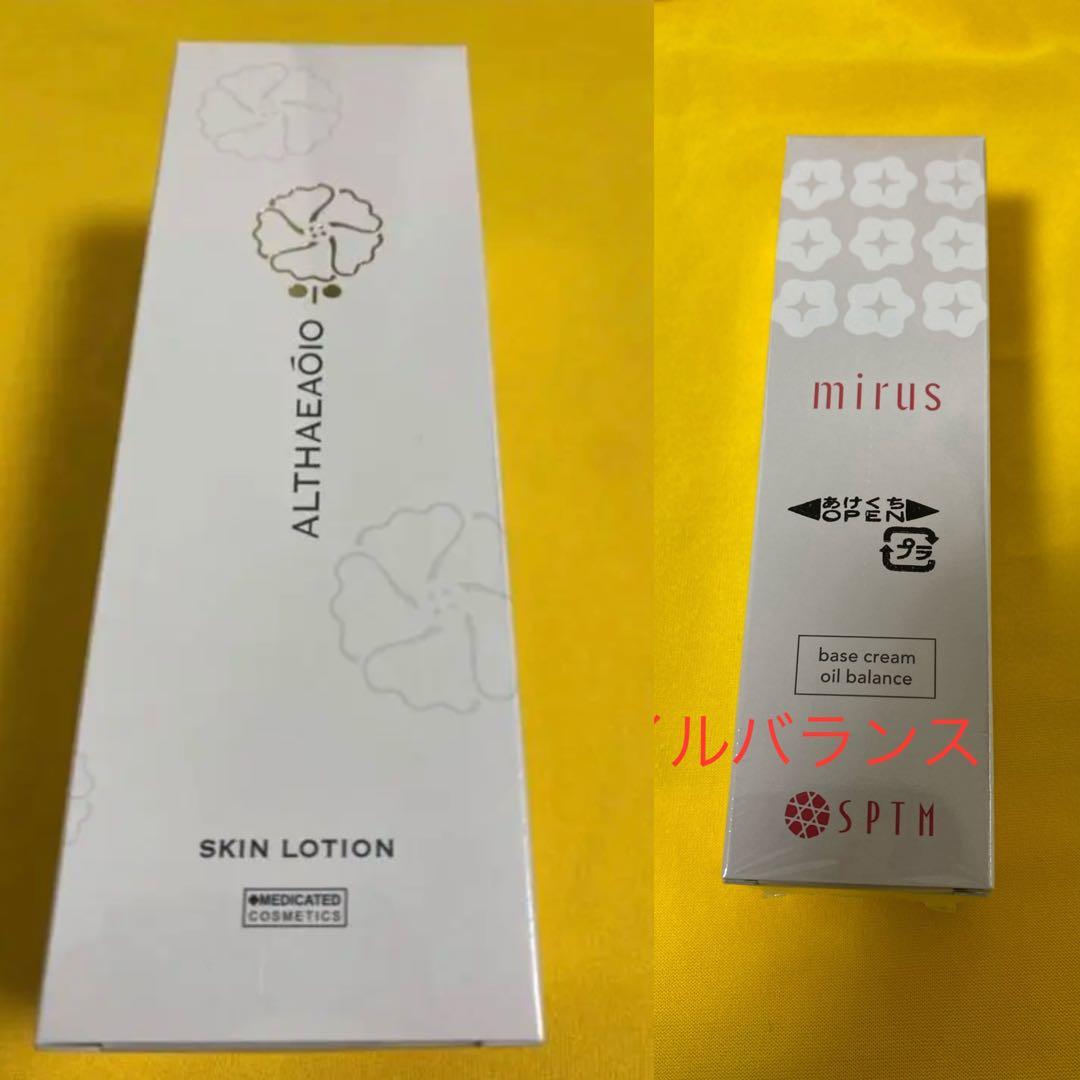 ALTHAEAÓIO
SKIN LOTION
MEDICATED
COSMETICS
mirus
あけくち
OPEN
プラ
base cream
oil balance
ルバランス
SPTM